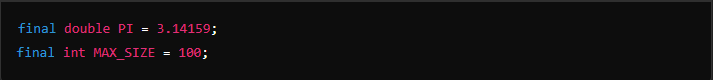 final double PI = 3.14159;
final int MAX_SIZE = 100;